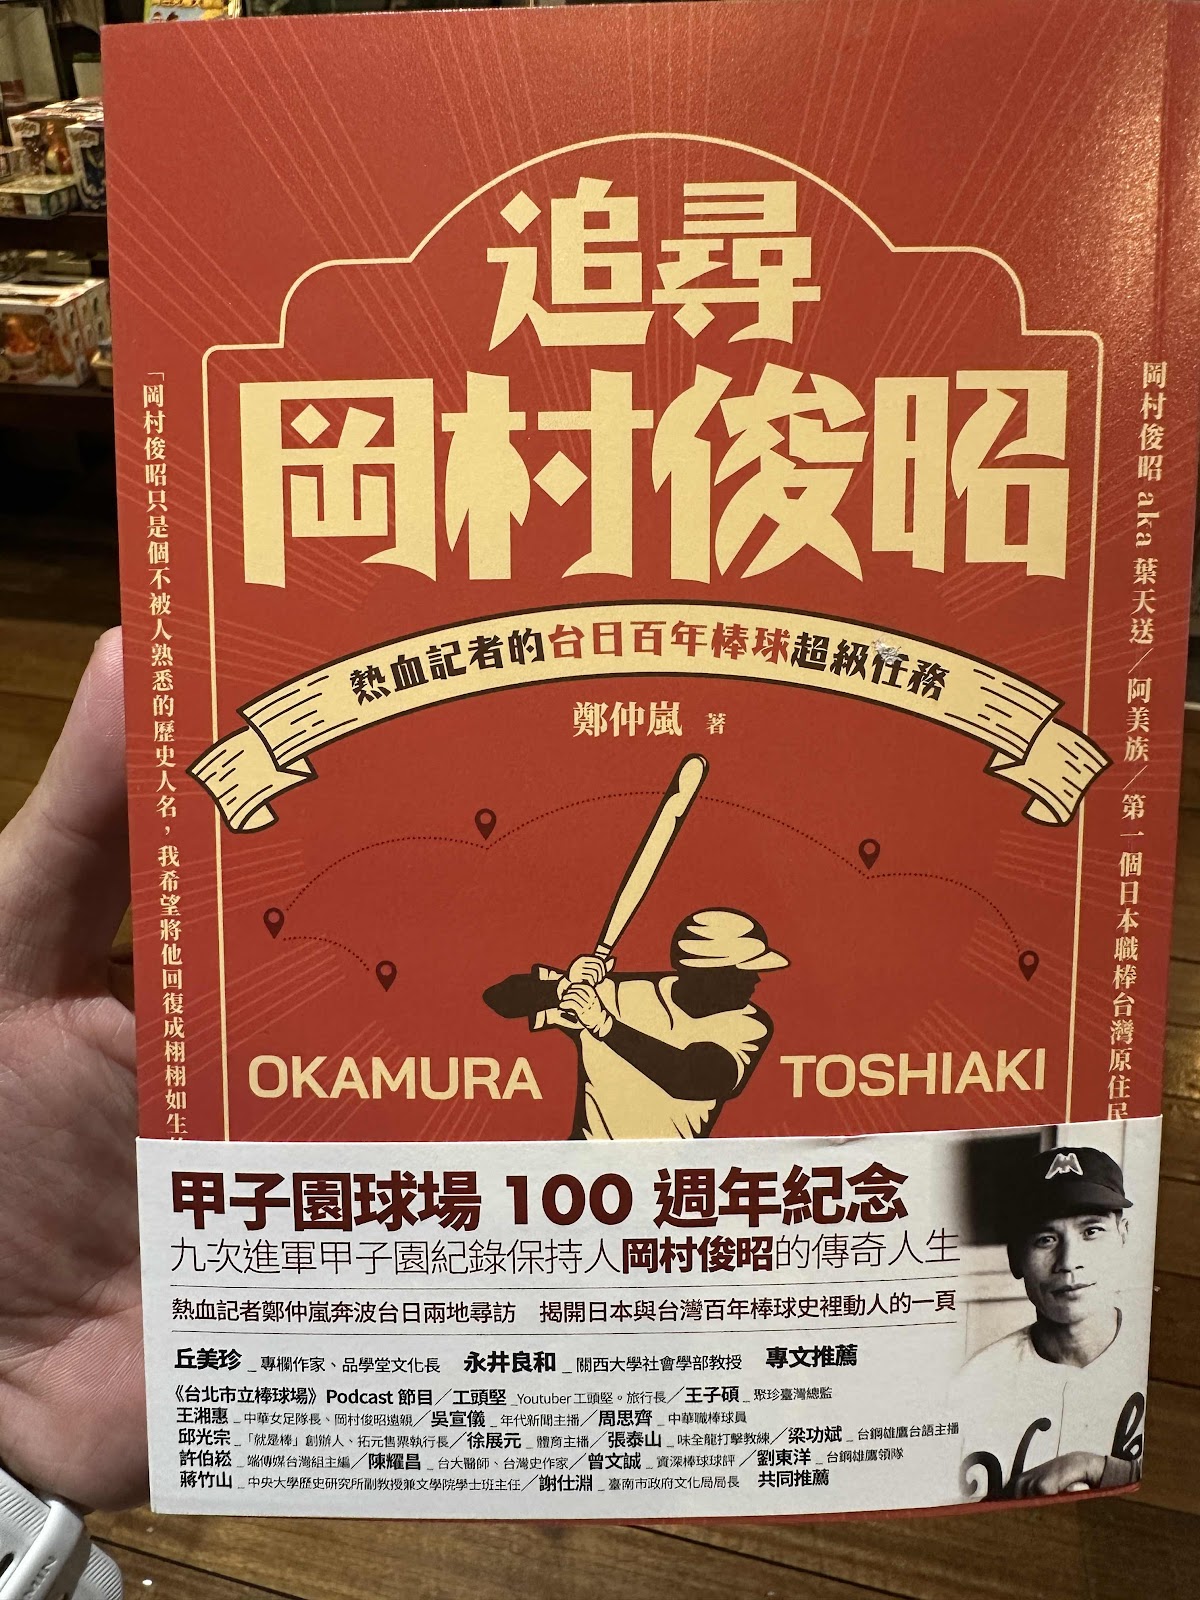 追尋
岡村俊昭
熱血記者的台日百年棒球超級任務
鄭仲嵐 著
「岡村俊昭只是個不被人熟悉的歷史人名，我希望將他回復成栩栩如生
岡村俊昭 aka 葉天送／阿美族／第一個日本職棒台灣原住民
OKAMURA TOSHIAKI
甲子園球場 100 週年紀念
九次進軍甲子園紀錄保持人岡村俊昭的傳奇人生
熱血記者鄭仲嵐奔波台日兩地尋訪 揭開日本與台灣百年棒球史裡動人的一頁
丘美珍 _ 專欄作家、品學堂文化長 永井良和 _ 關西大學社會學部教授 專文推薦
《台北市立棒球場》Podcast 節目／工頭堅 _Youtuber 工頭堅。旅行長／王子碩 _ 聚珍臺灣總監
王湘惠 _ 中華女足隊長、岡村俊昭遠親／吳宣儀 _ 年代新聞主播／周思齊 _ 中華職棒球員
邱光宗 _ 「就是棒」創辦人、拓元售票執行長／徐展元 _ 體育主播／張泰山 _ 味全龍打擊教練／梁功斌 _ 台鋼雄鷹台語主播
許伯崧 _ 端傳媒台灣組主編／陳耀昌 _ 台大醫師、台灣史作家／曾文誠 _ 資深棒球球評／劉東洋 _ 台鋼雄鷹領隊
蔣竹山 _ 中央大學歷史研究所副教授兼文學院學士班主任／謝仕淵 _ 臺南市政府文化局局長 共同推薦